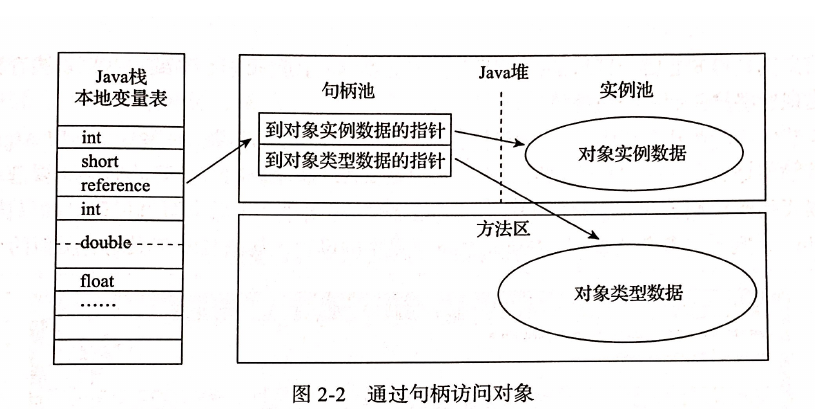 Java栈
本地变量表
int
short
reference
int
double
float
……
Java堆
句柄池
实例池
到对象实例数据的指针
到对象类型数据的指针
对象实例数据
方法区
对象类型数据
图 2-2 通过句柄访问对象